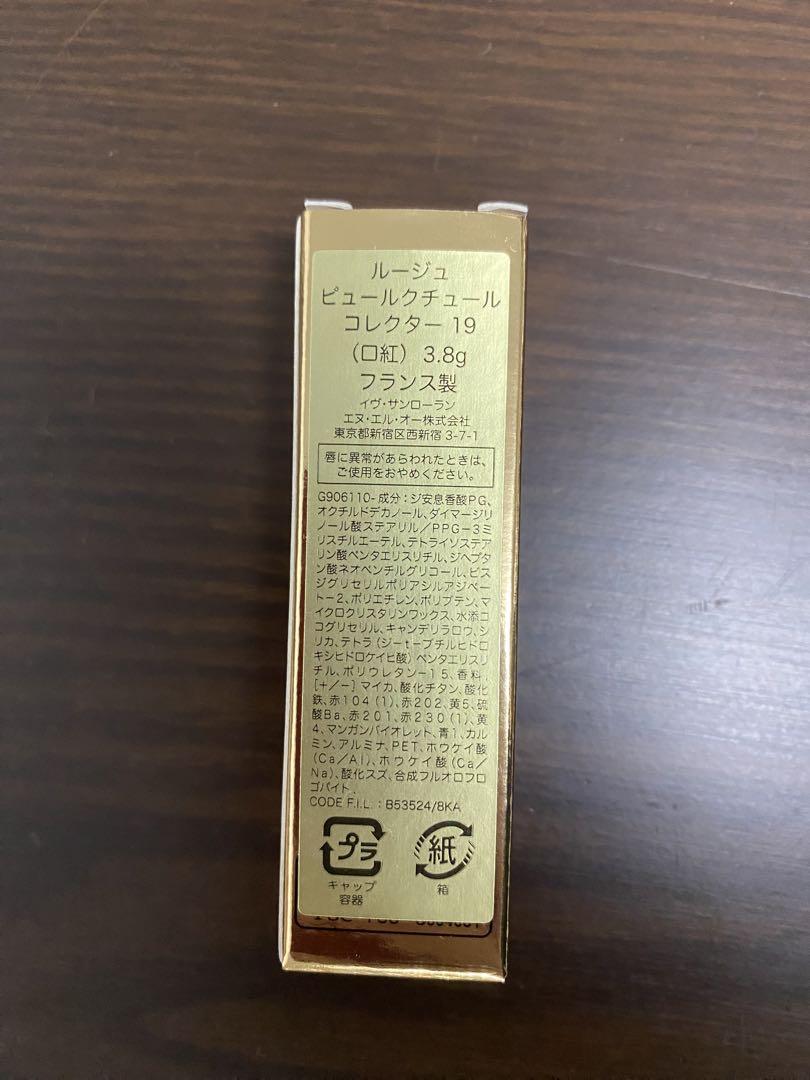 ルージュ
ピュールクチュール
コレクター 19
（口紅） 3.8g
フランス製
イヴ・サンローラン
エヌ・エル・オー株式会社
東京都新宿区西新宿 3-7-1
唇に異常があらわれたときは、
ご使用をおやめください。
G906110- 成分：ジ安息香酸PG、
オクチルドデカノール、ダイマージリ
ノール酸ステアリル／PPG－3ミ
リスチルエーテル、テトライソステア
リン酸ペンタエリスリチル、ジヘプタ
ン酸ネオペンチルグリコール、ビス
ジグリセリルポリアシルアジペー
ト－2、ポリエチレン、ポリブテン、マ
イクロクリスタリンワックス、水添コ
コグリセリル、キャンデリラロウ、シ
リカ、テトラ（ジーtーブチルヒドロ
キシヒドロケイヒ酸）ペンタエリスリ
チル、ポリウレタン－15、香料、
[＋/－] マイカ、酸化チタン、酸化
鉄、赤104（1）、赤202、黄5、硫
酸Ba、赤201、赤230（1）、黄
4、マンガンバイオレット、青1、カル
ミン、アルミナ、PET、ホウケイ酸
（Ca／Al）、ホウケイ酸（Ca／
Na）、酸化スズ、合成フルオロフロ
ゴパイト．
CODE F.I.L. : B53524/8KA
プラ 紙
キャップ 箱
容器